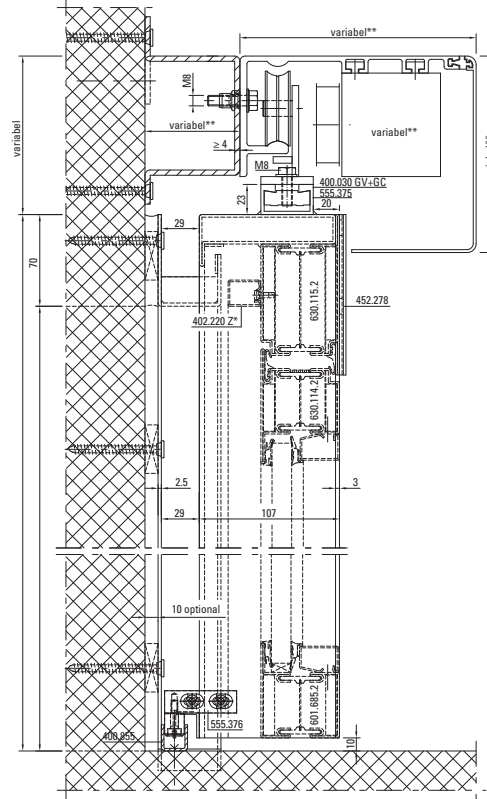 variabel**
M8
variabel
variabel**
variabel**
≥ 4
M8
400.030 GV+GC
555.375
23
20
29
70
630.115.2
452.278
402.220 Z*
630.114.2
2.5
3
29
107
10 optional
601.685.2
555.376
400.855
10